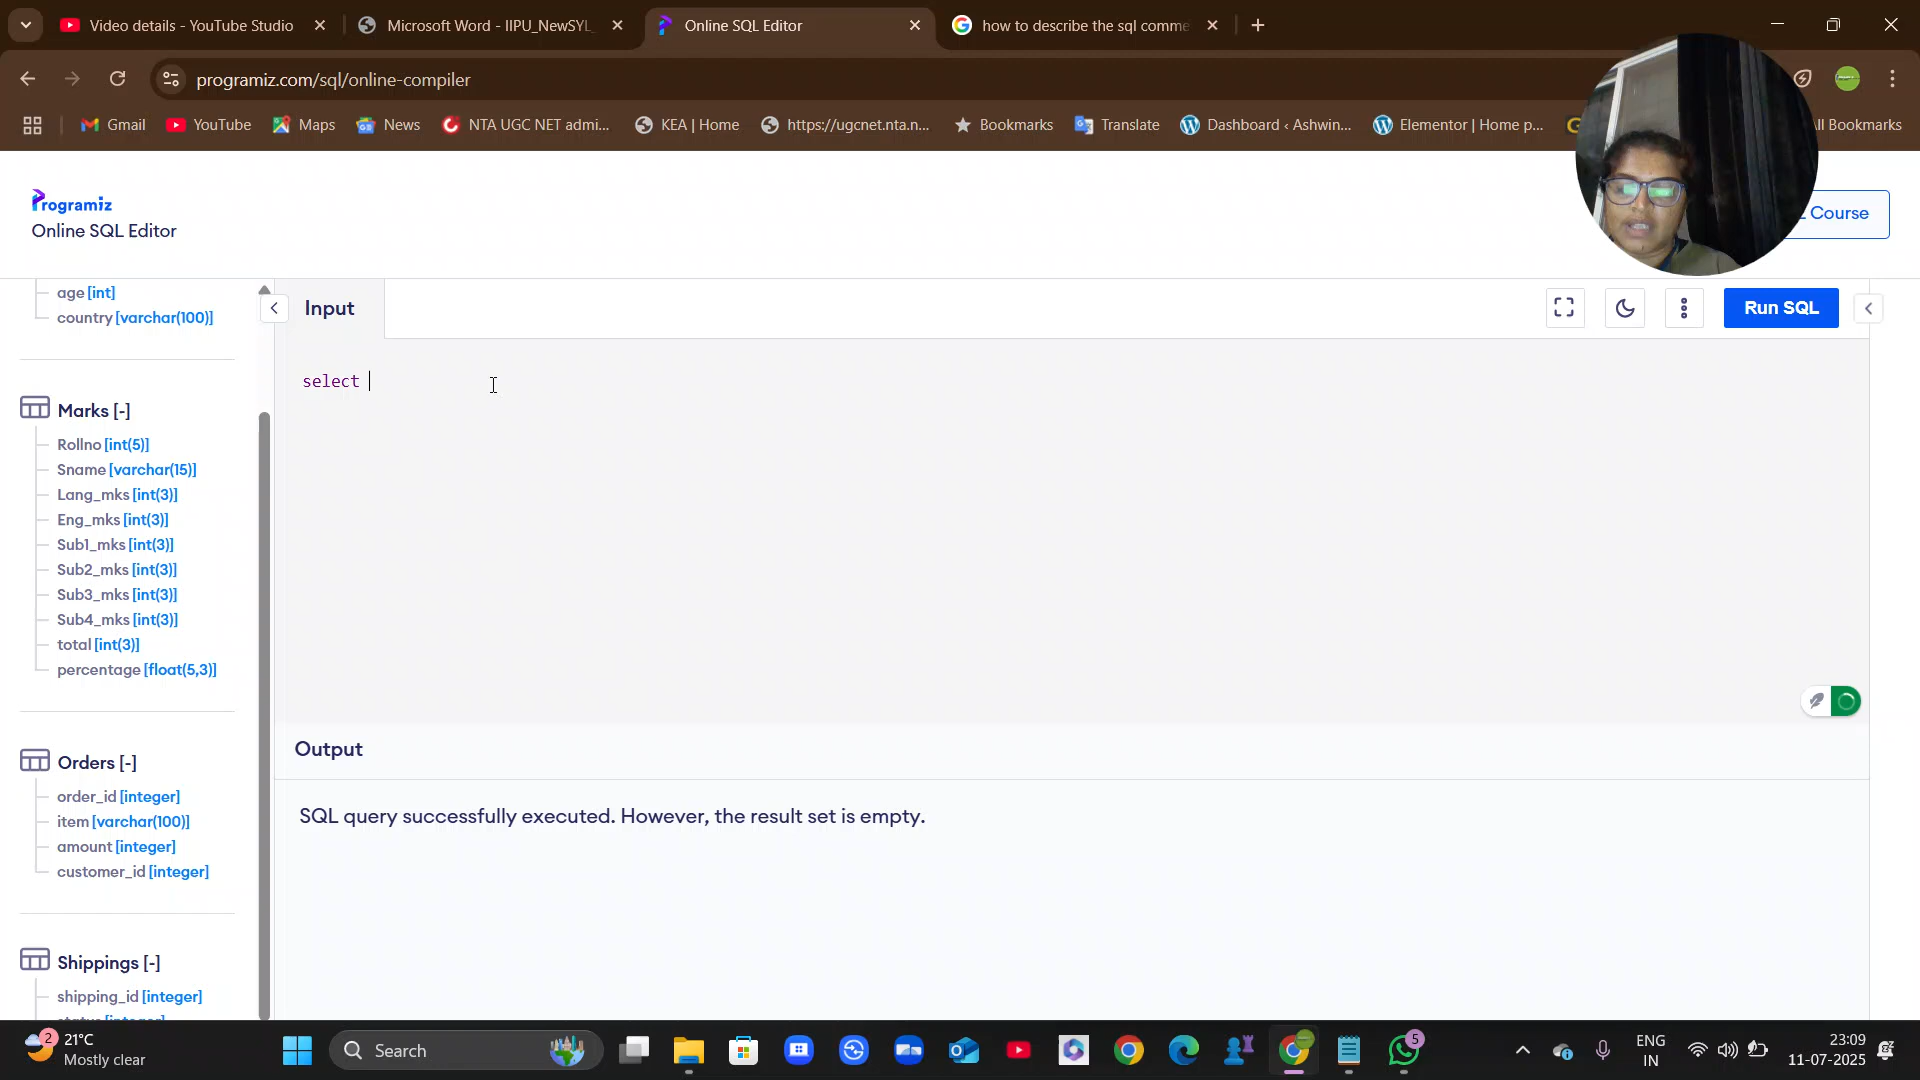 Video details - YouTube Studio
Microsoft Word - IIPU_NewSYL
Online SQL Editor
how to describe the sql comme
programiz.com/sql/online-compiler
Gmail
YouTube
Maps
News
NTA UGC NET admi...
KEA | Home
https://ugcnet.nta.n...
Bookmarks
Translate
Dashboard ‹ Ashwin...
Elementor | Home p...
All Bookmarks
Programiz
Online SQL Editor
Course
age [int]
country [varchar(100)]
Marks [-]
Rollno [int(5)]
Sname [varchar(15)]
Lang_mks [int(3)]
Eng_mks [int(3)]
Sub1_mks [int(3)]
Sub2_mks [int(3)]
Sub3_mks [int(3)]
Sub4_mks [int(3)]
total [int(3)]
percentage [float(5,3)]
Orders [-]
order_id [integer]
item [varchar(100)]
amount [integer]
customer_id [integer]
Shippings [-]
shipping_id [integer]
status [integer]
Input
Run SQL
select
Output
SQL query successfully executed. However, the result set is empty.
2
21°C
Mostly clear
Search
5
ENG
IN
23:09
11-07-2025